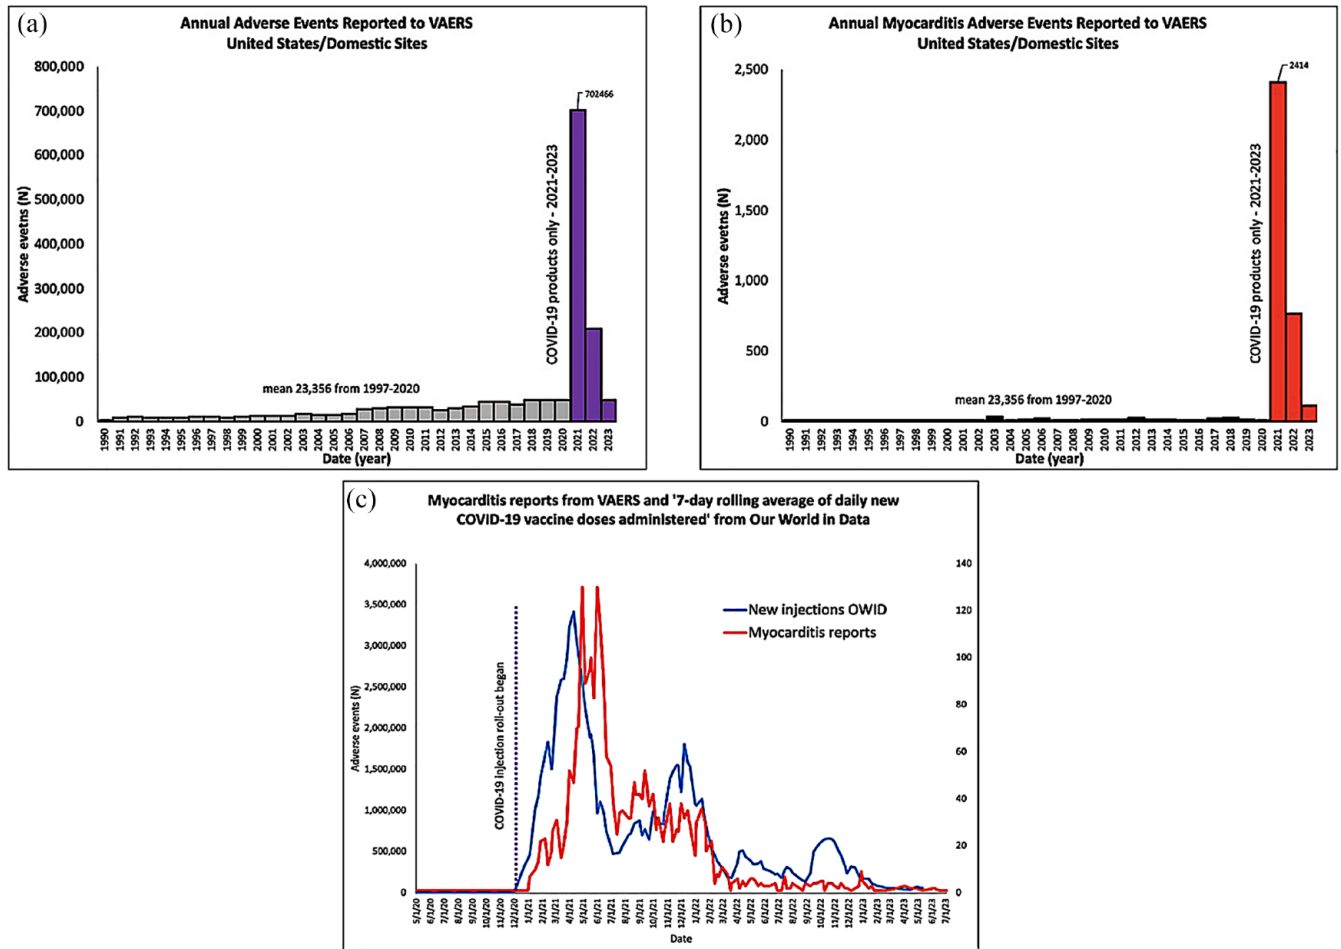 (a)
Annual Adverse Events Reported to VAERS
United States/Domestic Sites
800,000
700,000
600,000
500,000
400,000
300,000
200,000
100,000
0
Adverse evetns (N)
702466
COVID-19 products only - 2021-2023
mean 23,356 from 1997-2020
1990 1991 1992 1993 1994 1995 1996 1997 1998 1999 2000 2001 2002 2003 2004 2005 2006 2007 2008 2009 2010 2011 2012 2013 2014 2015 2016 2017 2018 2019 2020 2021 2022 2023
Date (year)
(b)
Annual Myocarditis Adverse Events Reported to VAERS
United States/Domestic Sites
2,500
2,000
1,500
1,000
500
0
Adverse evetns (N)
2414
COVID-19 products only - 2021-2023
mean 23,356 from 1997-2020
1990 1991 1992 1993 1994 1995 1996 1997 1998 1999 2000 2001 2002 2003 2004 2005 2006 2007 2008 2009 2010 2011 2012 2013 2014 2015 2016 2017 2018 2019 2020 2021 2022 2023
Date (year)
(c)
Myocarditis reports from VAERS and '7-day rolling average of daily new
COVID-19 vaccine doses administered' from Our World in Data
4,000,000
3,500,000
3,000,000
2,500,000
2,000,000
1,500,000
1,000,000
500,000
0
Adverse events (N)
COVID-19 injection roll-out began
New injections OWID
Myocarditis reports
140
120
100
80
60
40
20
0
5/1/20 6/1/20 7/1/20 8/1/20 9/1/20 10/1/20 11/1/20 12/1/20 1/1/21 2/1/21 3/1/21 4/1/21 5/1/21 6/1/21 7/1/21 8/1/21 9/1/21 10/1/21 11/1/21 12/1/21 1/1/22 2/1/22 3/1/22 4/1/22 5/1/22 6/1/22 7/1/22 8/1/22 9/1/22 10/1/22 11/1/22 12/1/22 1/1/23 2/1/23 3/1/23 4/1/23 5/1/23 6/1/23 7/1/23
Date